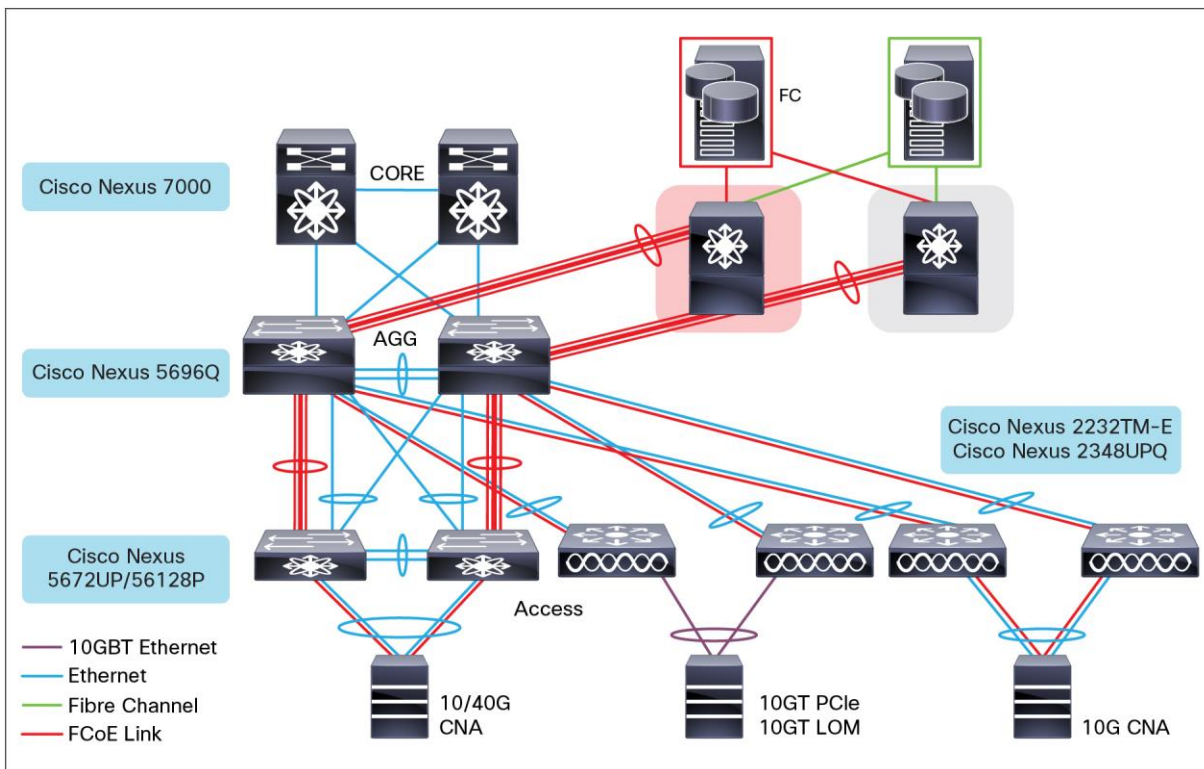 FC
CORE
Cisco Nexus 7000
AGG
Cisco Nexus 5696Q
Cisco Nexus 2232TM-E
Cisco Nexus 2348UPQ
Cisco Nexus
5672UP/56128P
Access
10GBT Ethernet
Ethernet
Fibre Channel
FCoE Link
10/40G
CNA
10GT PCIe
10GT LOM
10G CNA